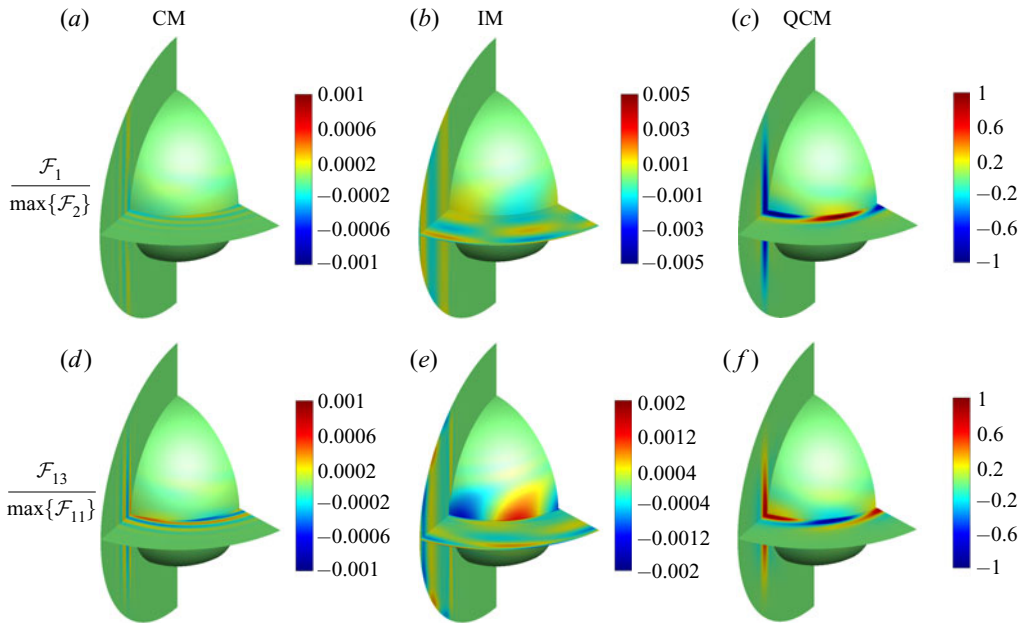 (a) CM (b) IM (c) QCM
0.001 0.005 1
0.0006 0.003 0.6
0.0002 0.001 0.2
−0.0002 −0.001 −0.2
−0.0006 −0.003 −0.6
−0.001 −0.005 −1
ℱ₁
max{ℱ₂}
(d) (e) (f)
0.001 0.002 1
0.0006 0.0012 0.6
0.0002 0.0004 0.2
−0.0002 −0.0004 −0.2
−0.0006 −0.0012 −0.6
−0.001 −0.002 −1
ℱ₁₃
max{ℱ₁₁}